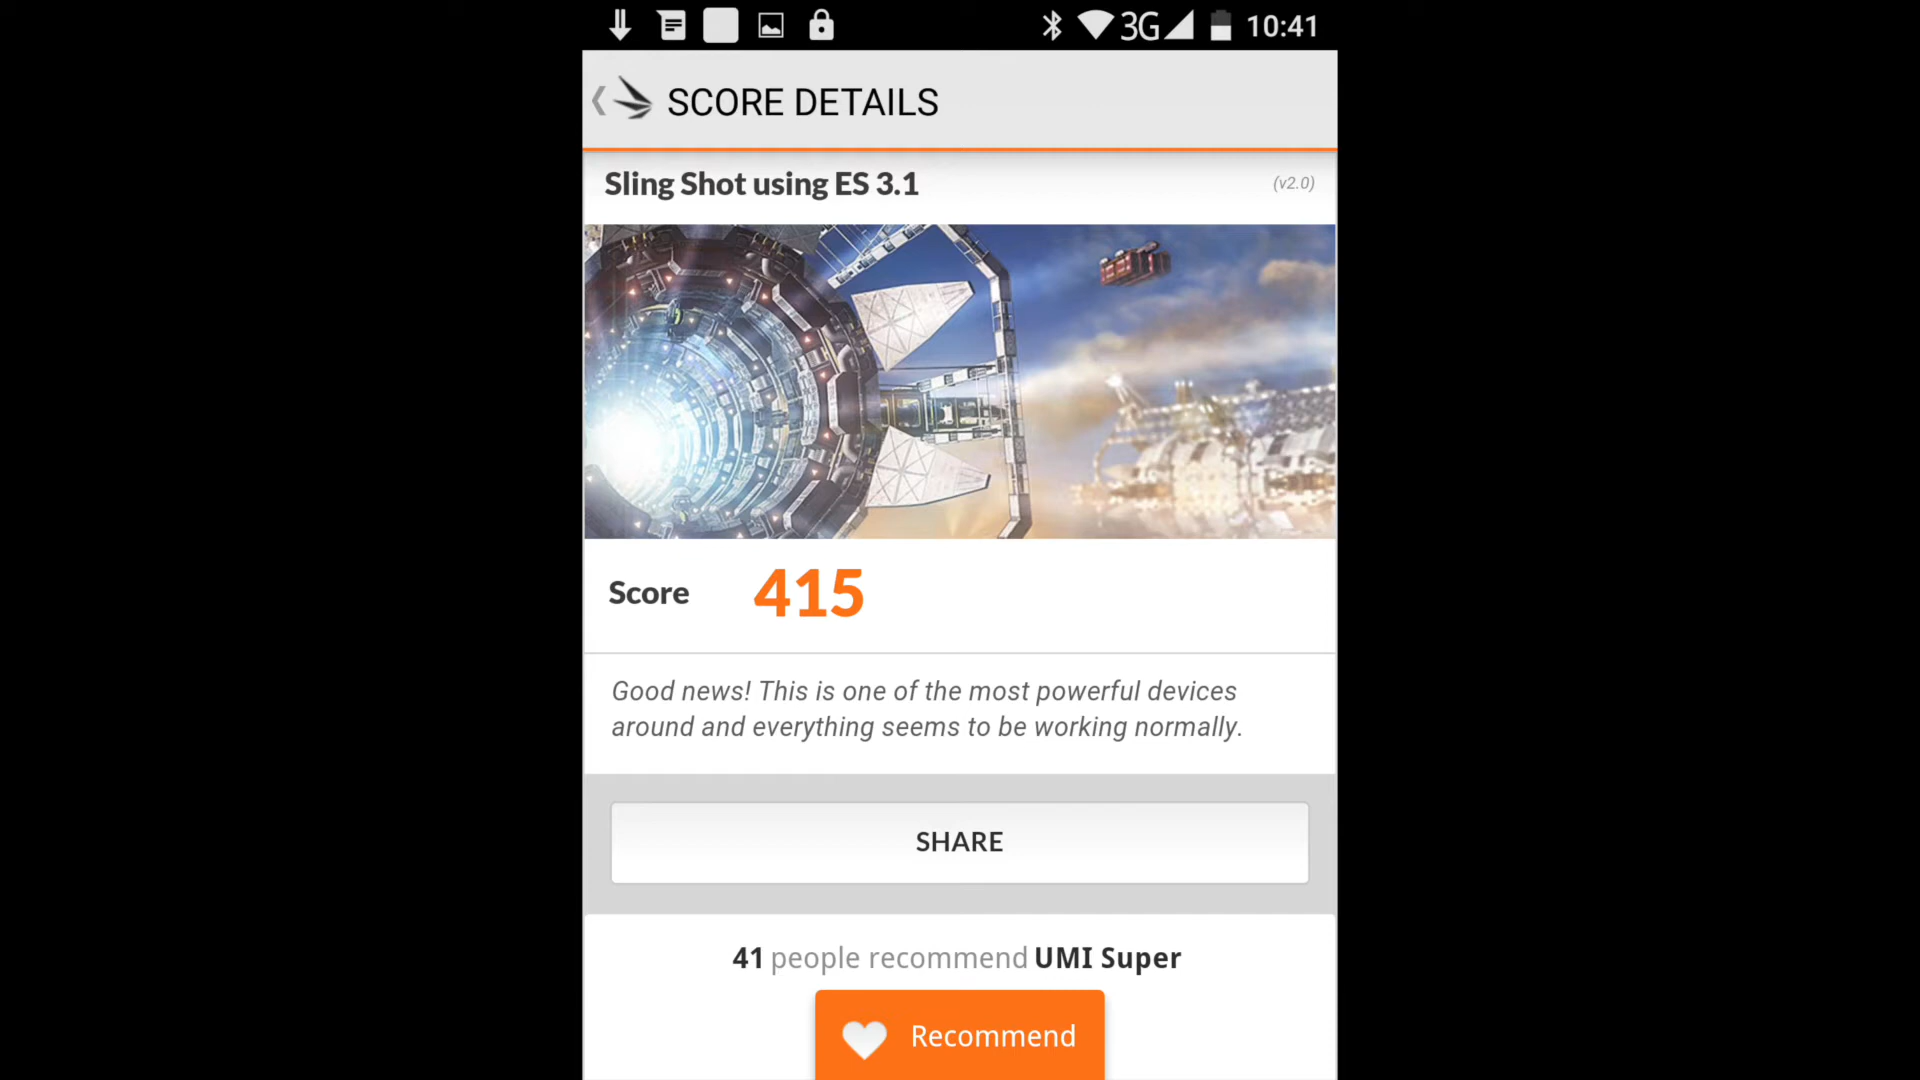 3G 10:41
SCORE DETAILS
Sling Shot using ES 3.1 (v2.0)
Score 415
Good news! This is one of the most powerful devices
around and everything seems to be working normally.
SHARE
41 people recommend UMI Super
Recommend